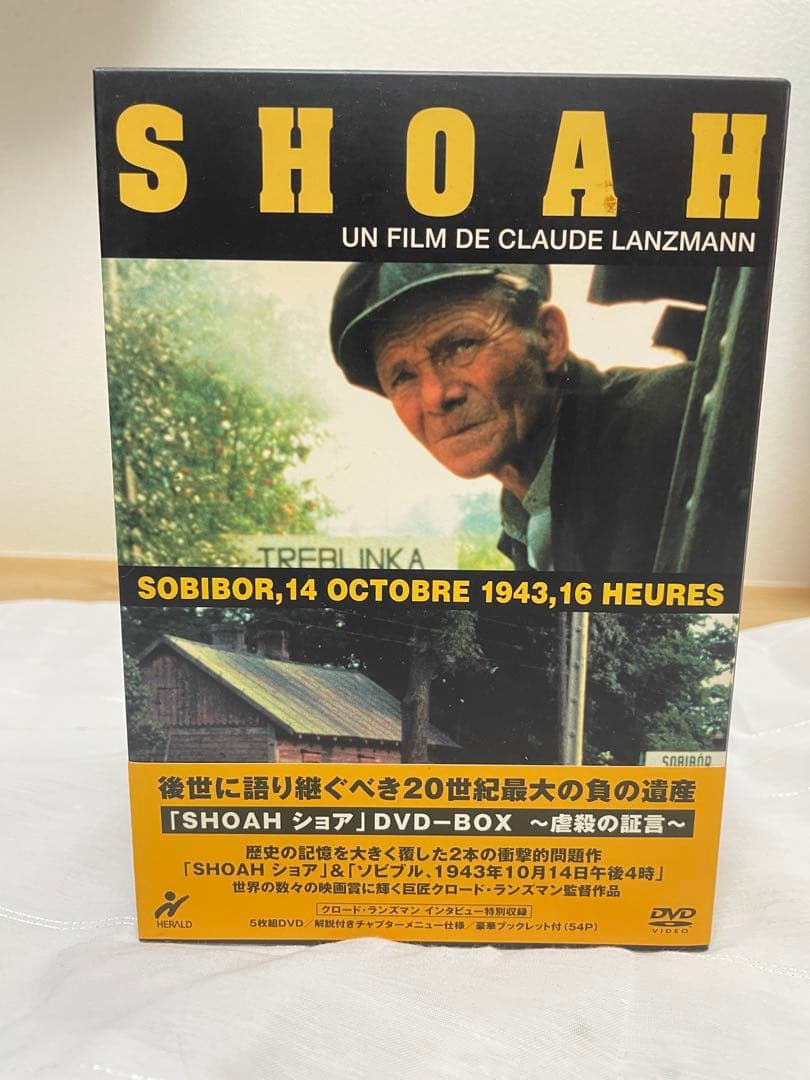 SHOAH
UN FILM DE CLAUDE LANZMANN
TREBLINKA
SOBIBOR,14 OCTOBRE 1943,16 HEURES
SOBIBÓR
後世に語り継ぐべき20世紀最大の負の遺産
「SHOAH ショア」DVD-BOX ～虐殺の証言～
歴史の記憶を大きく覆した2本の衝撃的問題作
「SHOAH ショア」&「ソビブル、1943年10月14日午後4時」
世界の数々の映画賞に輝く巨匠クロード・ランズマン監督作品
クロード・ランズマン インタビュー特別収録
5枚組DVD/解説付きチャプターメニュー仕様/豪華ブックレット付(54P)
HERALD
DVD
VIDEO